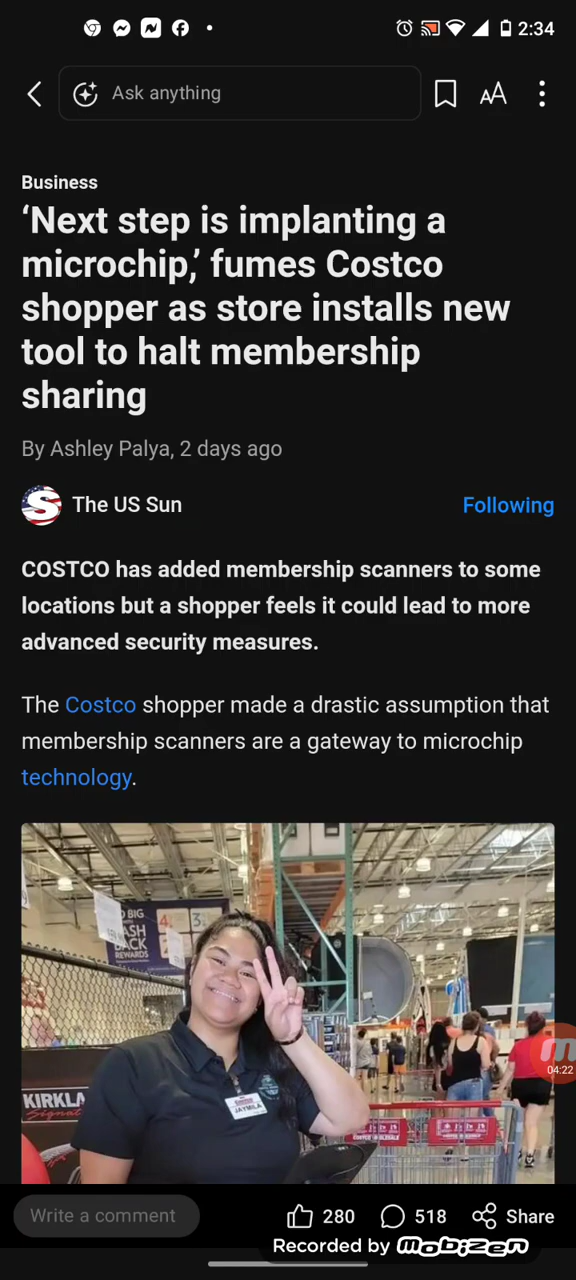 2:34
Ask anything
AA
Business
‘Next step is implanting a
microchip,’ fumes Costco
shopper as store installs new
tool to halt membership
sharing
By Ashley Palya, 2 days ago
S
The US Sun
Following
COSTCO has added membership scanners to some
locations but a shopper feels it could lead to more
advanced security measures.
The Costco shopper made a drastic assumption that
membership scanners are a gateway to microchip
technology.
BIG
BACK
REWARDS
KIRKLA
Signat
JAYMILA
04:22
Write a comment
280
518
Share
Recorded by mobizen